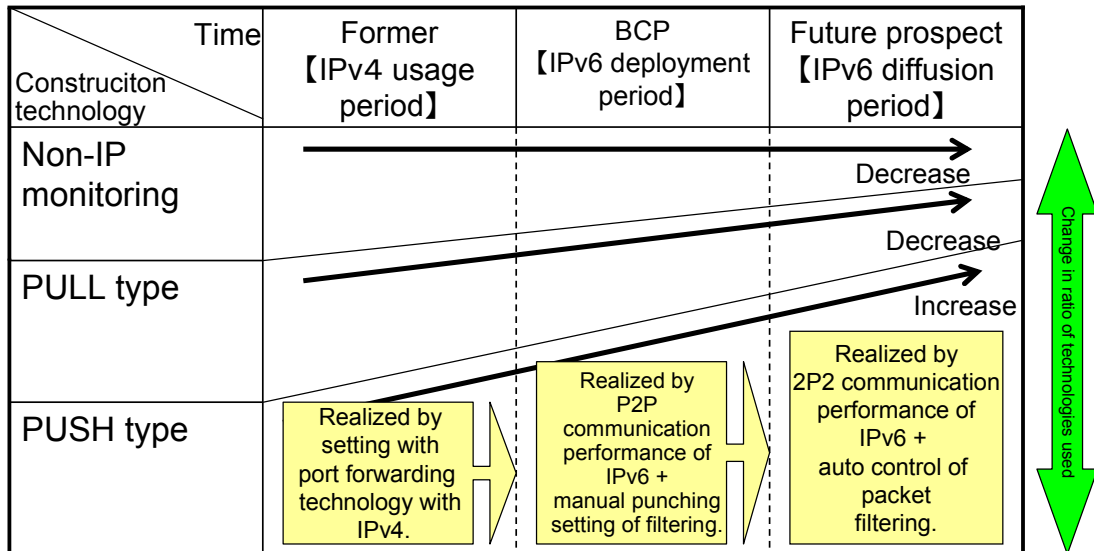 Time
Construciton
technology
Former
【IPv4 usage
period】
BCP
【IPv6 deployment
period】
Future prospect
【IPv6 diffusion
period】
Non-IP
monitoring
Decrease
PULL type
Decrease
Increase
PUSH type
Realized by
setting with
port forwarding
technology with
IPv4.
Realized by
P2P
communication
performance of
IPv6 +
manual punching
setting of filtering.
Realized by
2P2 communication
performance of
IPv6 +
auto control of
packet
filtering.
Change in ratio of technologies used